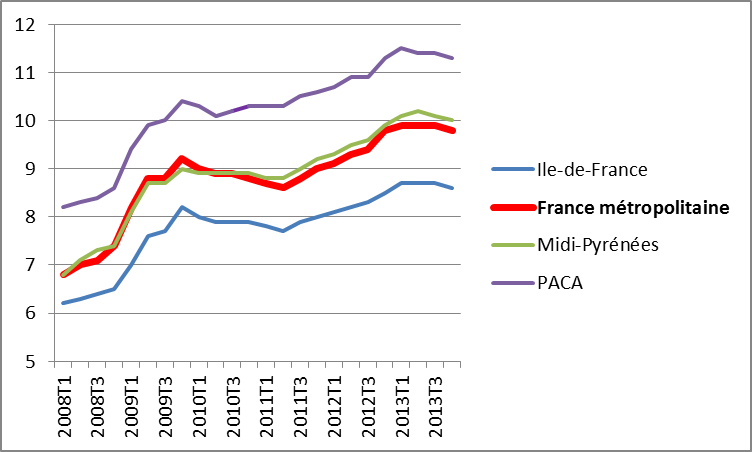 12
11
10
9
8
7
6
5
2008T1
2008T3
2009T1
2009T3
2010T1
2010T3
2011T1
2011T3
2012T1
2012T3
2013T1
2013T3
Ile-de-France
France métropolitaine
Midi-Pyrénées
PACA